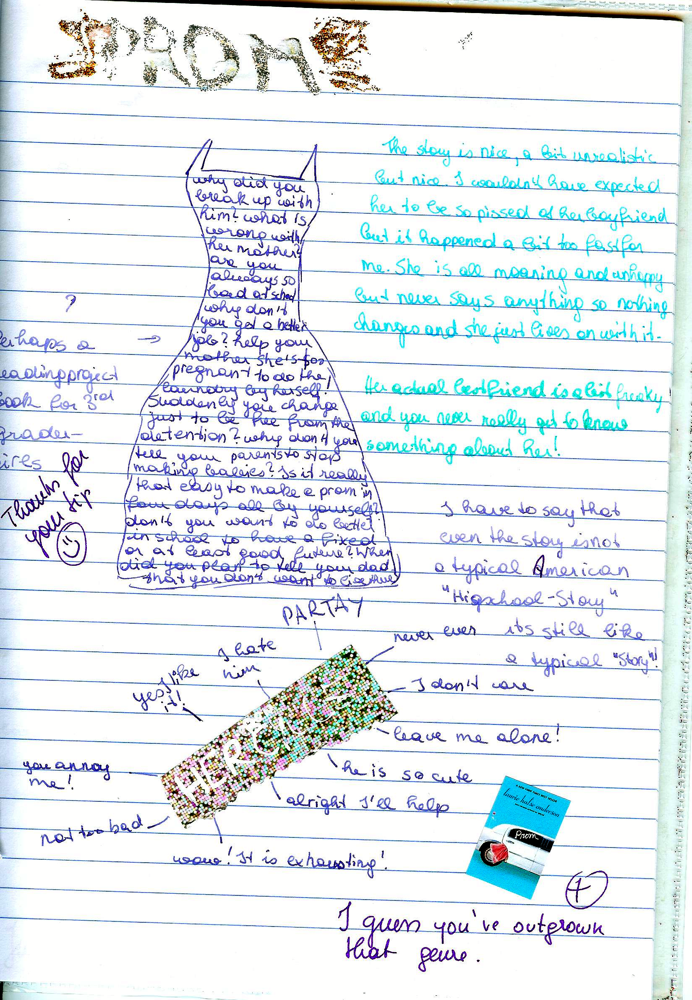 PROM
why did you
break up with
him? what is
wrong with
her mother?
are you
always so
bad at school
why don't
you get a better
job? help your
mother she's too
pregnant to do the
laundry by herself!
Suddenly you change
just to be free from the
detention? why don't you
tell your parents to stop
making babies? Is it really
that easy to make a prom in
four days all by yourself?
don't you want to do better
in school to have a fixed
or at least good future? When
did you plan to tell your dad
that you don't want to live there
The story is nice, a bit unrealistic
but nice. I wouldn't have expected
her to be so pissed at her boyfriend
but it happened a bit too fast for
me. She is all moaning and unhappy
but never says anything so nothing
changes and she just lives on with it.
Her actual best friend is a bit freaky
and you never really get to know
something about her!
?
erhaps a →
eadingproject
book for 3rd
grader-
irls
Thanks for
your tip
I have to say that
even the story is not
a typical American
"Higschool-Story"
its still like
a typical "Story"!
PARTAY
never ever
I hate
him
yes, I like
it!
I don't care
HER
leave me alone!
he is so cute
you annoy
me!
alright I'll help
not too bad
wow! It is exhausting!
A NEW YORK TIMES BEST SELLER
laurie halse anderson
Prom
+
I guess you've outgrown
that genre.